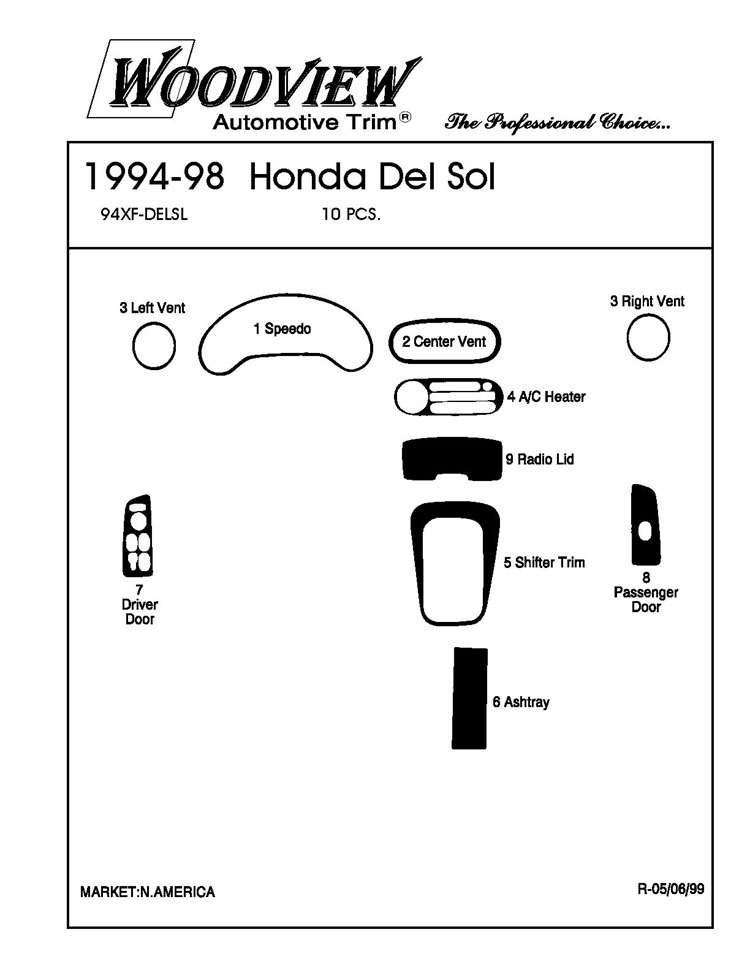 WOODVIEW
Automotive Trim®
The Professional Choice...
1994-98 Honda Del Sol
94XF-DELSL 10 PCS.
3 Left Vent
1 Speedo
2 Center Vent
3 Right Vent
4 A/C Heater
9 Radio Lid
5 Shifter Trim
7
Driver
Door
8
Passenger
Door
6 Ashtray
MARKET:N.AMERICA
R-05/06/99